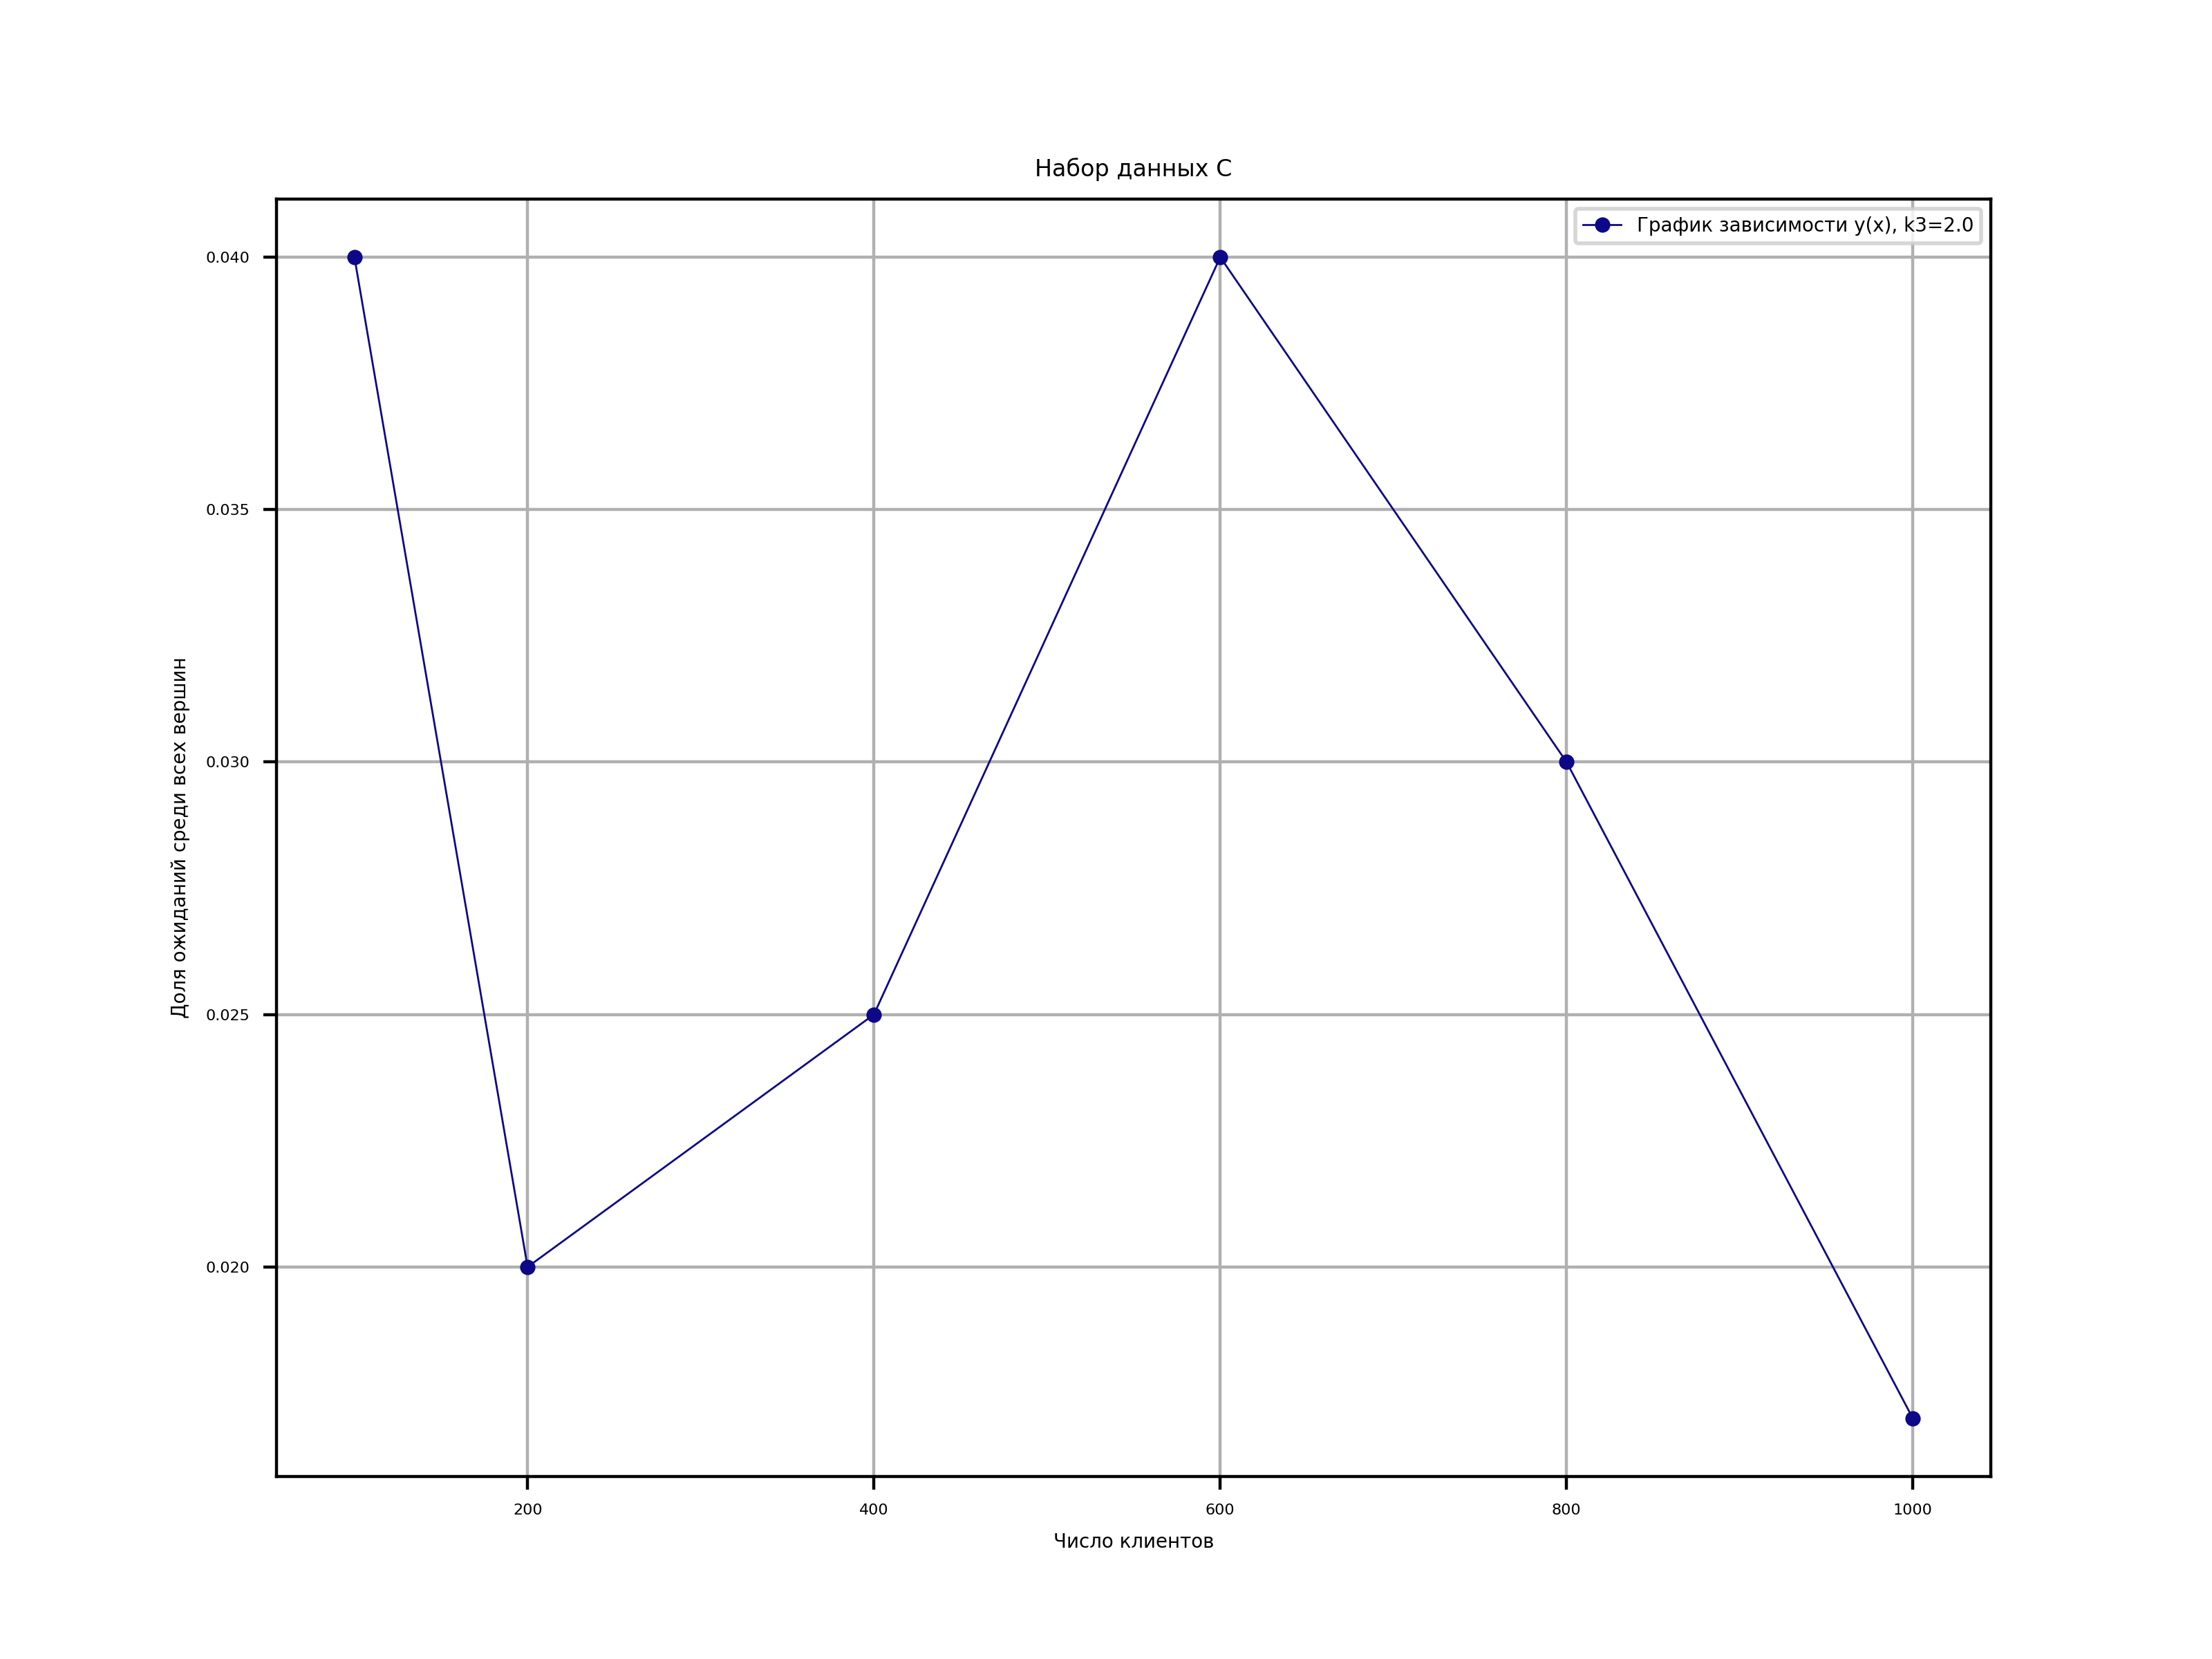 Набор данных C
График зависимости y(x), k3=2.0
0.040
0.035
0.030
0.025
0.020
Доля ожиданий среди всех вершин
200 400 600 800 1000
Число клиентов